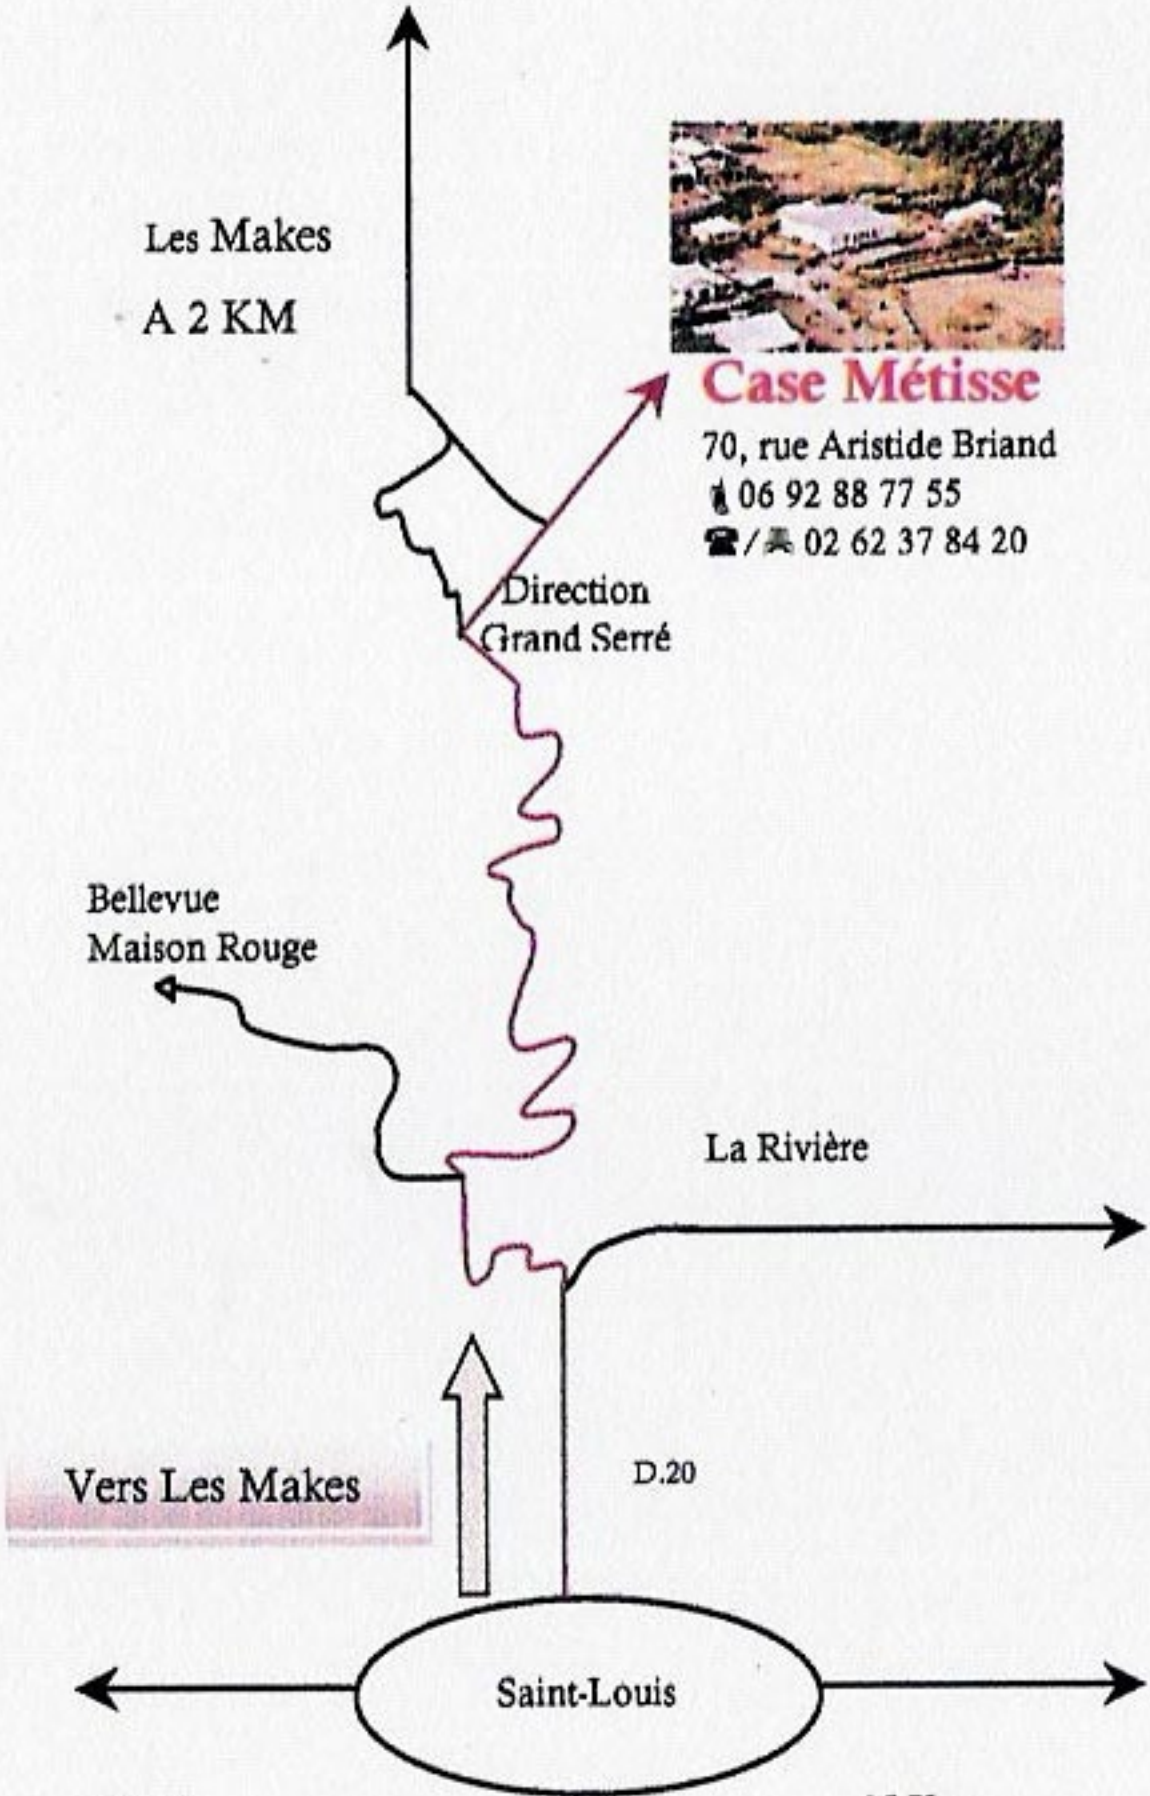 Les Makes
A 2 KM
Case Métisse
70, rue Aristide Briand
06 92 88 77 55
/ 02 62 37 84 20
Direction
Grand Serré
Bellevue
Maison Rouge
La Rivière
D.20
Vers Les Makes
Saint-Louis